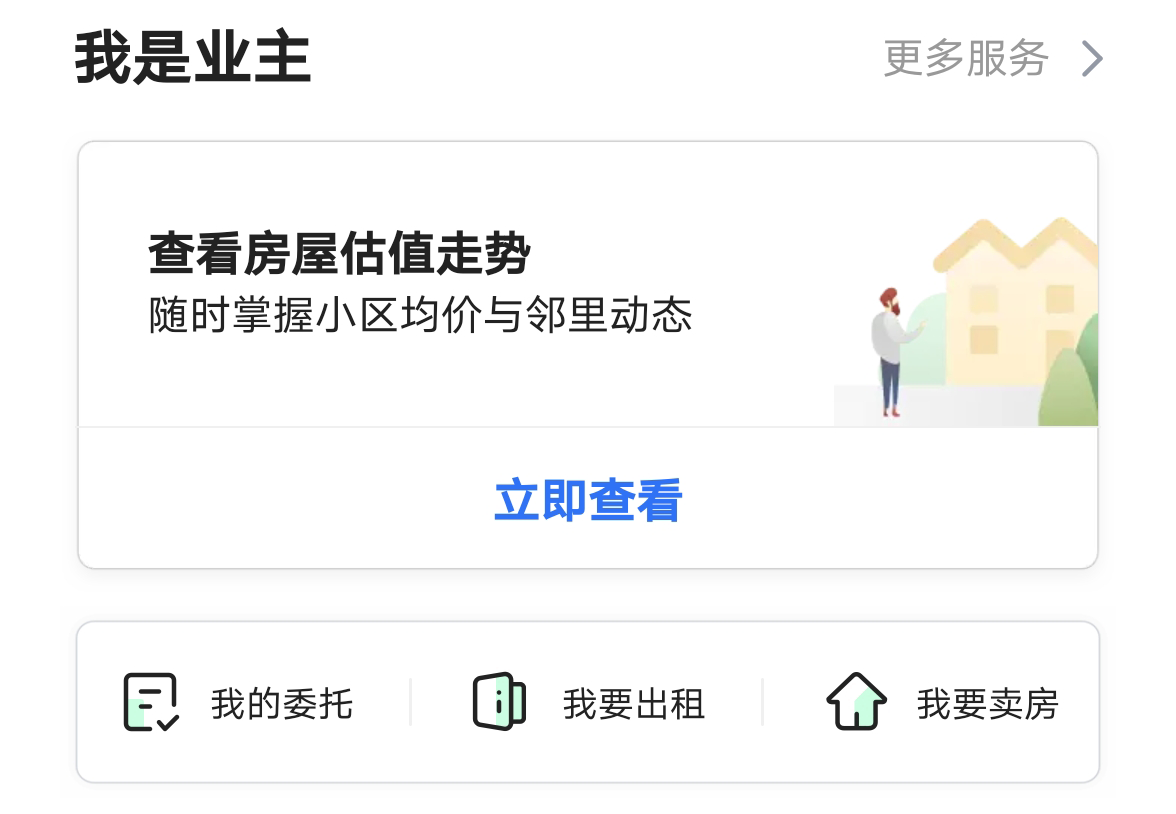 我是业主
更多服务
查看房屋估值走势
随时掌握小区均价与邻里动态
立即查看
我的委托
我要出租
我要卖房